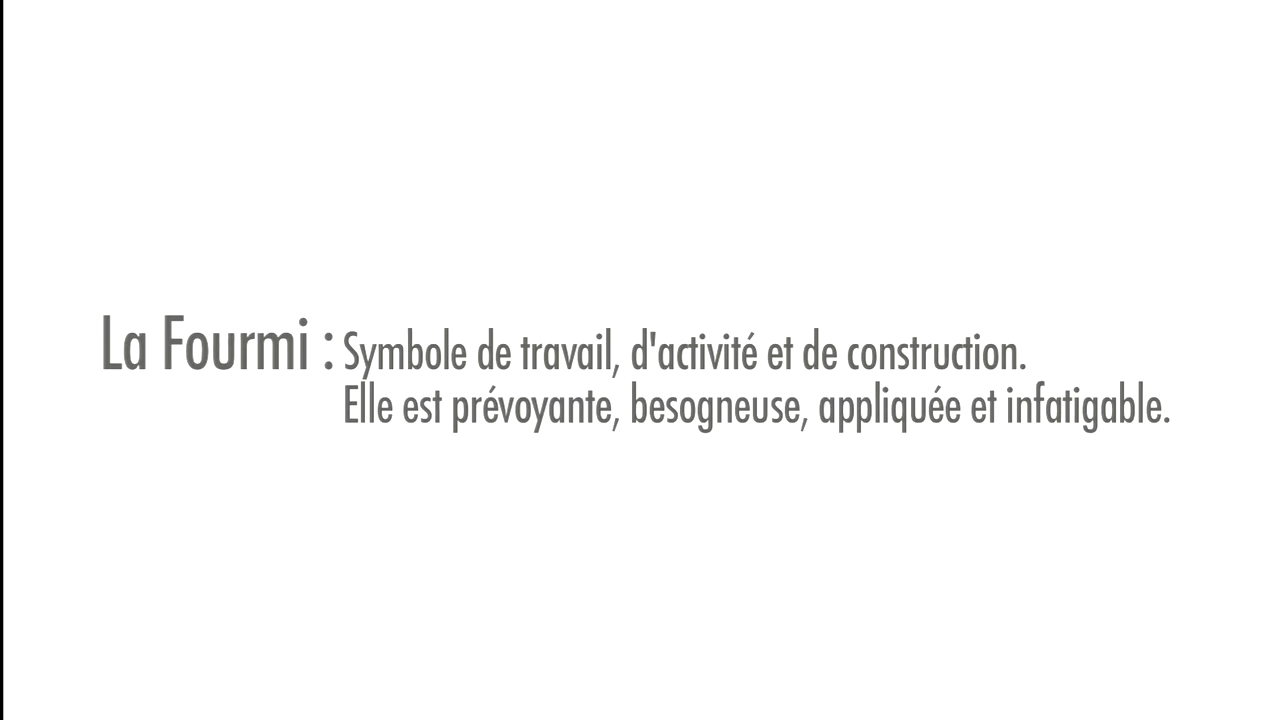 La Fourmi : Symbole de travail, d'activité et de construction.
Elle est prévoyante, besogneuse, appliquée et infatigable.